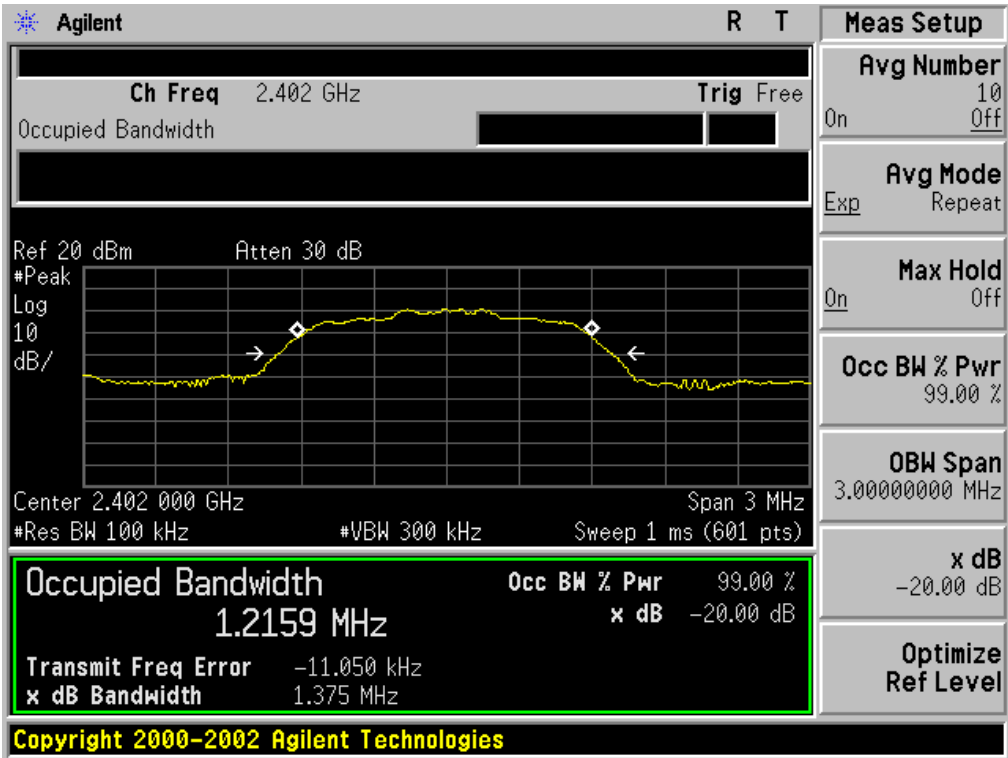 Agilent R T
Ch Freq 2.402 GHz Trig Free
Occupied Bandwidth
Ref 20 dBm Atten 30 dB
#Peak
Log
10
dB/
Center 2.402 000 GHz Span 3 MHz
#Res BW 100 kHz #VBW 300 kHz Sweep 1 ms (601 pts)
Occupied Bandwidth Occ BW % Pwr 99.00 %
1.2159 MHz x dB -20.00 dB
Transmit Freq Error -11.050 kHz
x dB Bandwidth 1.375 MHz
Copyright 2000-2002 Agilent Technologies
Meas Setup
Avg Number
10
On Off
Avg Mode
Exp Repeat
Max Hold
On Off
Occ BW % Pwr
99.00 %
OBW Span
3.00000000 MHz
x dB
-20.00 dB
Optimize
Ref Level